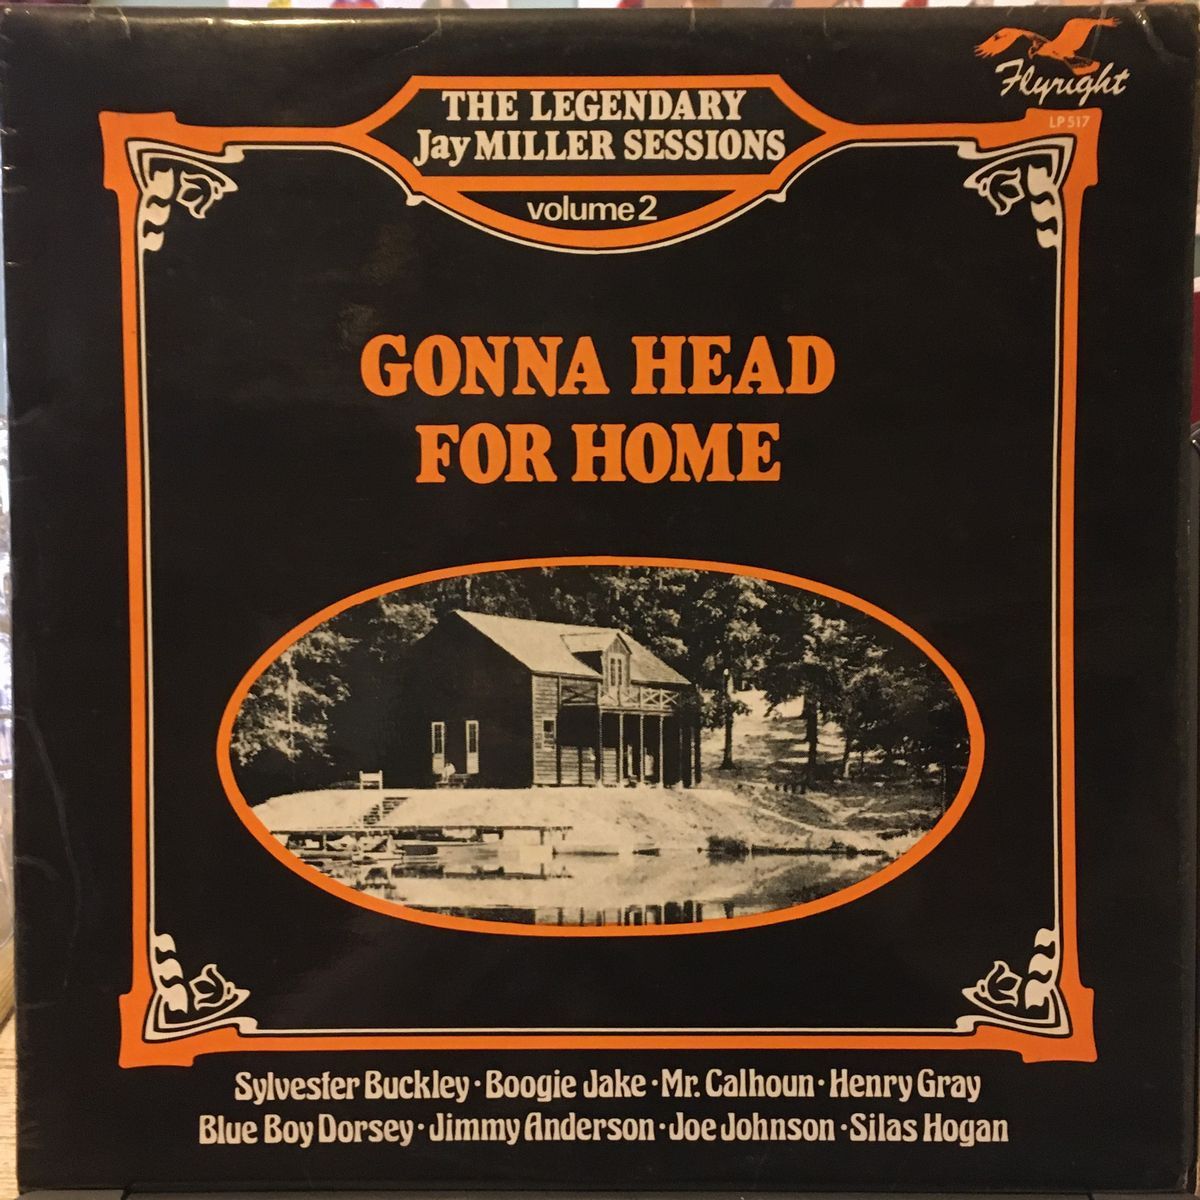 Flyright
LP 517
THE LEGENDARY
Jay MILLER SESSIONS
volume 2
GONNA HEAD
FOR HOME
Sylvester Buckley · Boogie Jake · Mr. Calhoun · Henry Gray
Blue Boy Dorsey · Jimmy Anderson · Joe Johnson · Silas Hogan